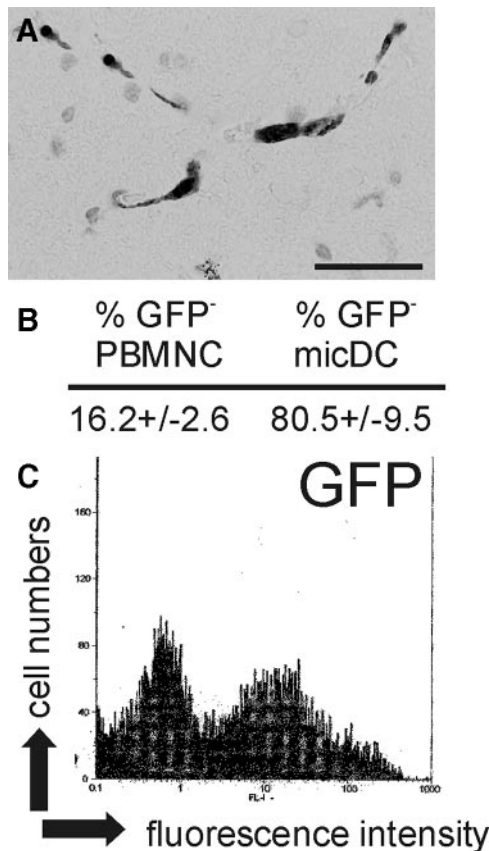 A
B
% GFP- % GFP-
PBMNC micDC
16.2+/-2.6 80.5+/-9.5
C
GFP
160
120
80
40
0
0.1 1 10 100 1000
cell numbers
fluorescence intensity